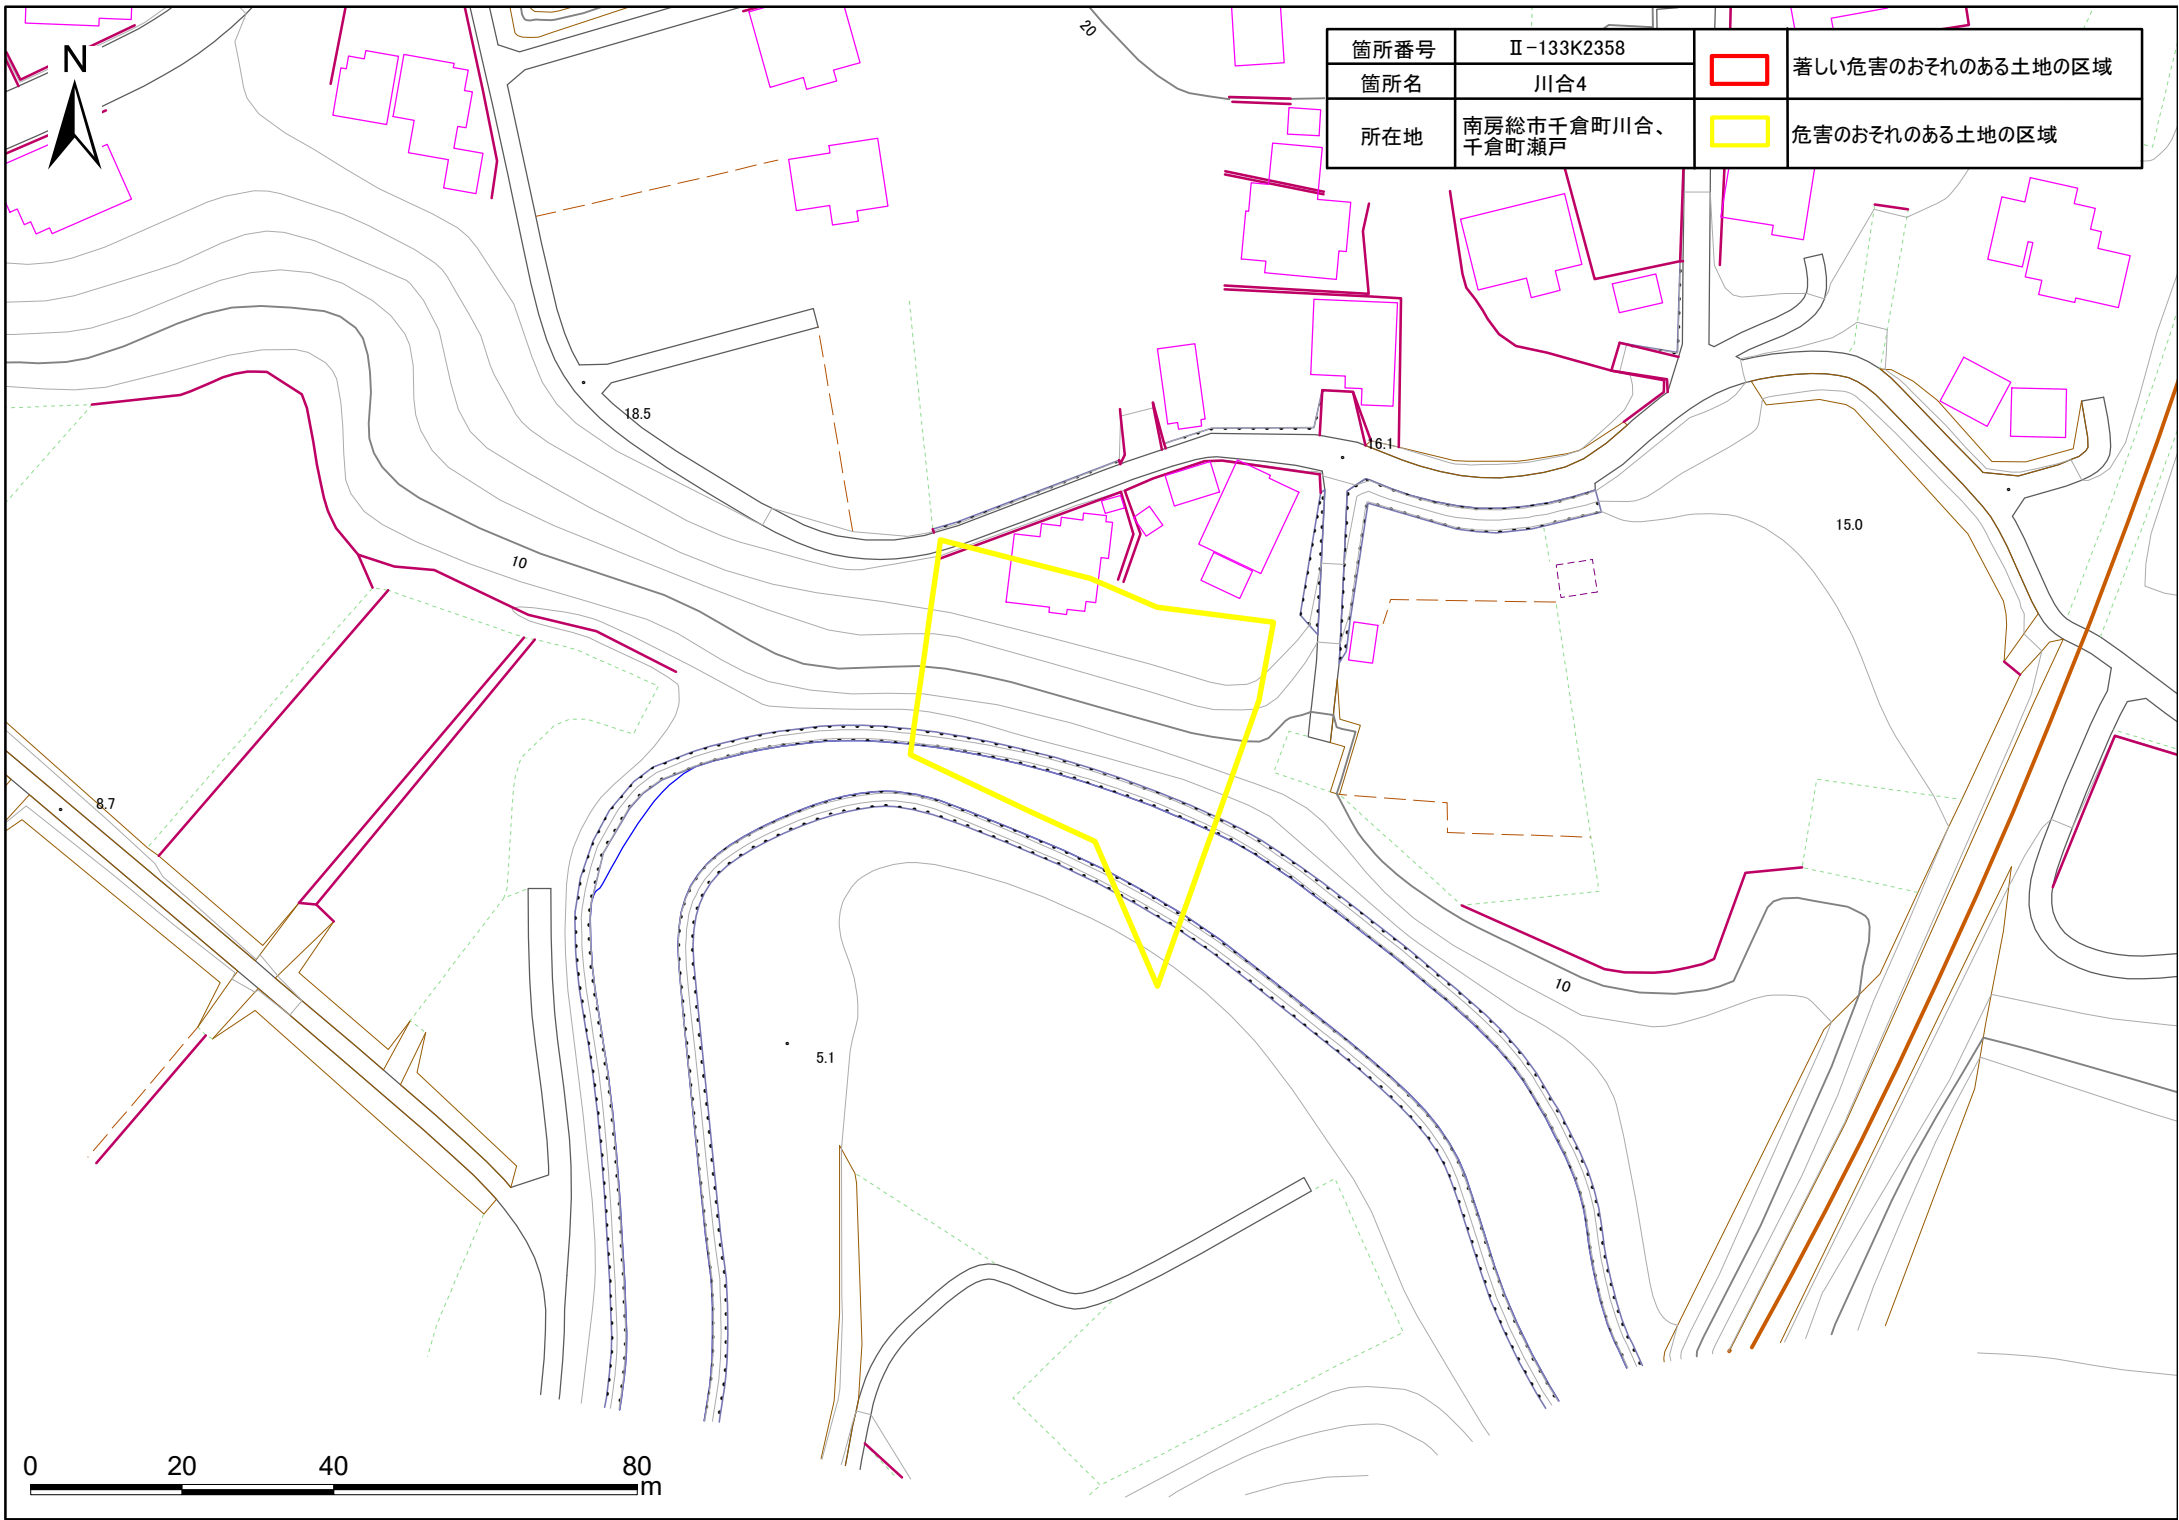 N
20
箇所番号 Ⅱ-133K2358
箇所名 川合4
所在地 南房総市千倉町川合、
千倉町瀬戸
著しい危害のおそれのある土地の区域
危害のおそれのある土地の区域
18.5
16.1
15.0
10
8.7
10
5.1
0 20 40 80
m